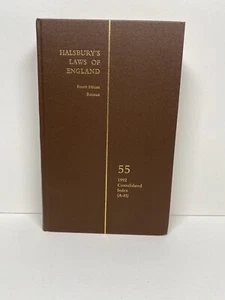 HALSBURY'S
LAWS OF
ENGLAND
Fourth Edition
Reissue
55
1992
Consolidated
Index
(A-H)